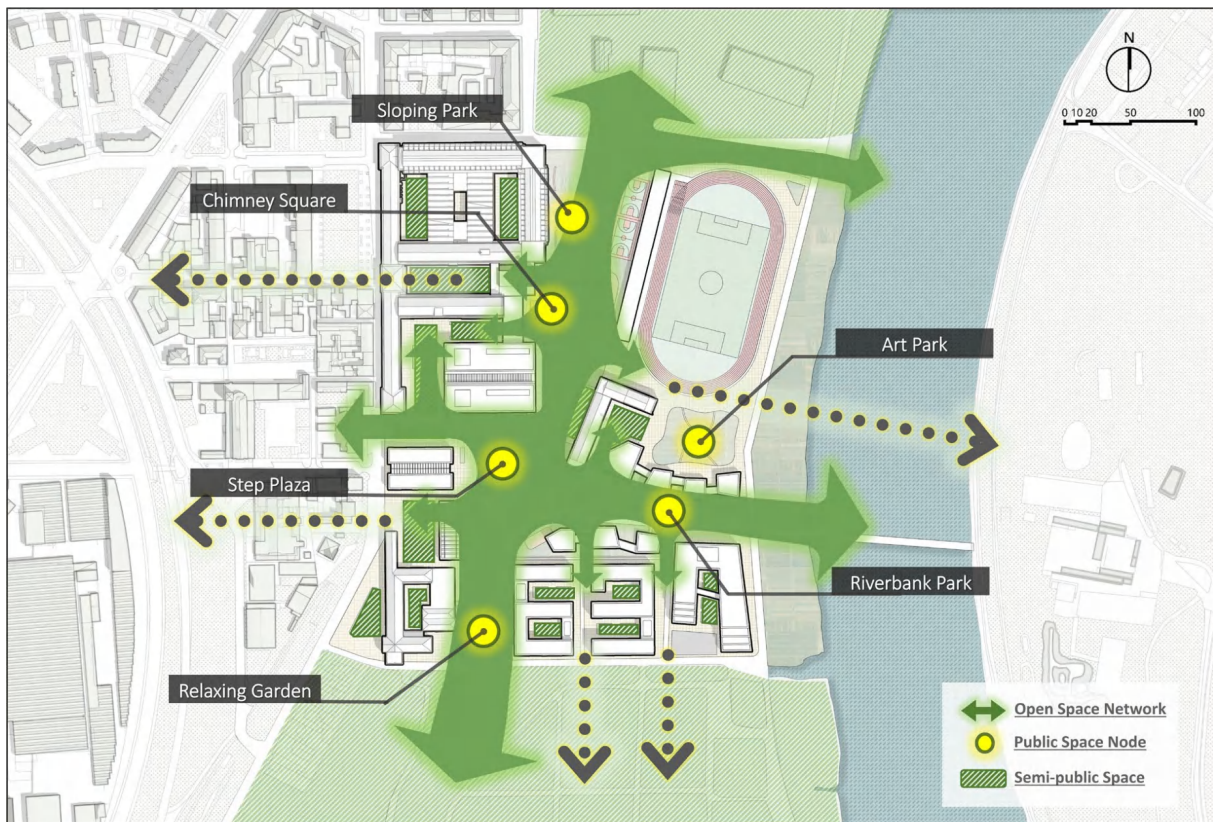 N
0 10 20 50 100
Sloping Park
Chimney Square
Art Park
Step Plaza
Riverbank Park
Relaxing Garden
Open Space Network
Public Space Node
Semi-public Space